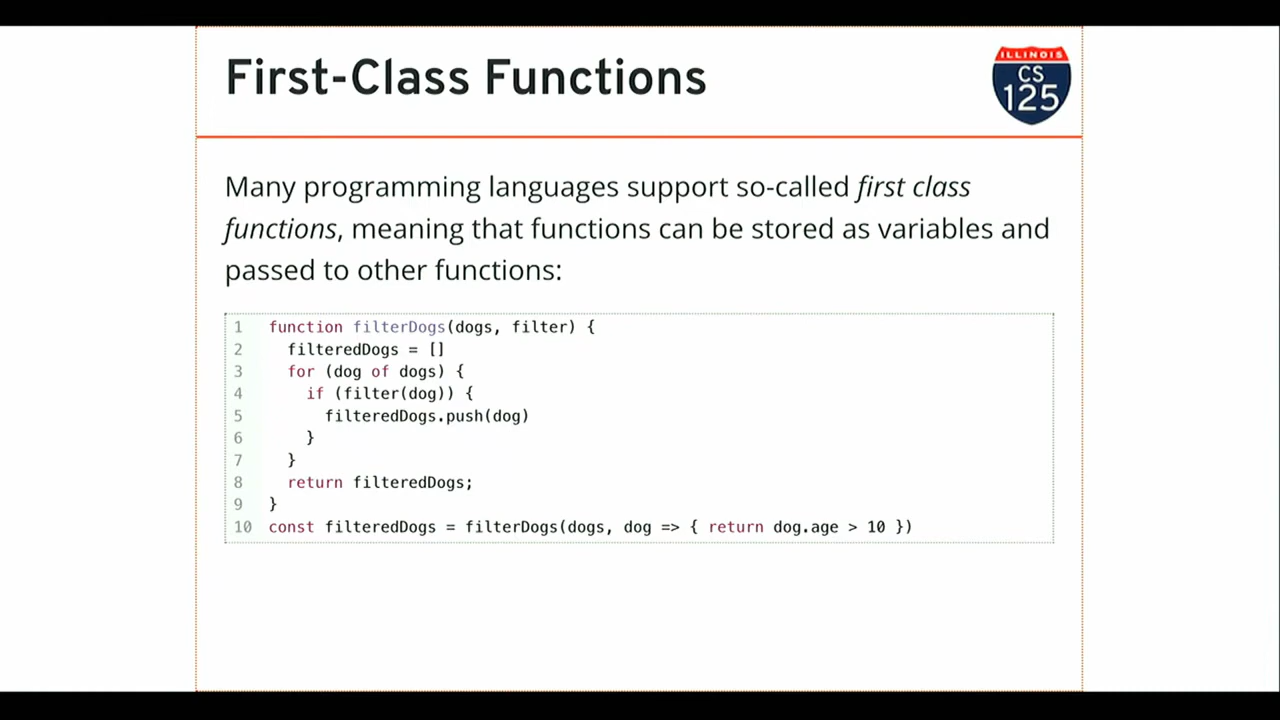 First-Class Functions
ILLINOIS
CS
125
Many programming languages support so-called first class
functions, meaning that functions can be stored as variables and
passed to other functions:
1 function filterDogs(dogs, filter) {
2   filteredDogs = []
3   for (dog of dogs) {
4     if (filter(dog)) {
5       filteredDogs.push(dog)
6     }
7   }
8   return filteredDogs;
9 }
10 const filteredDogs = filterDogs(dogs, dog => { return dog.age > 10 })